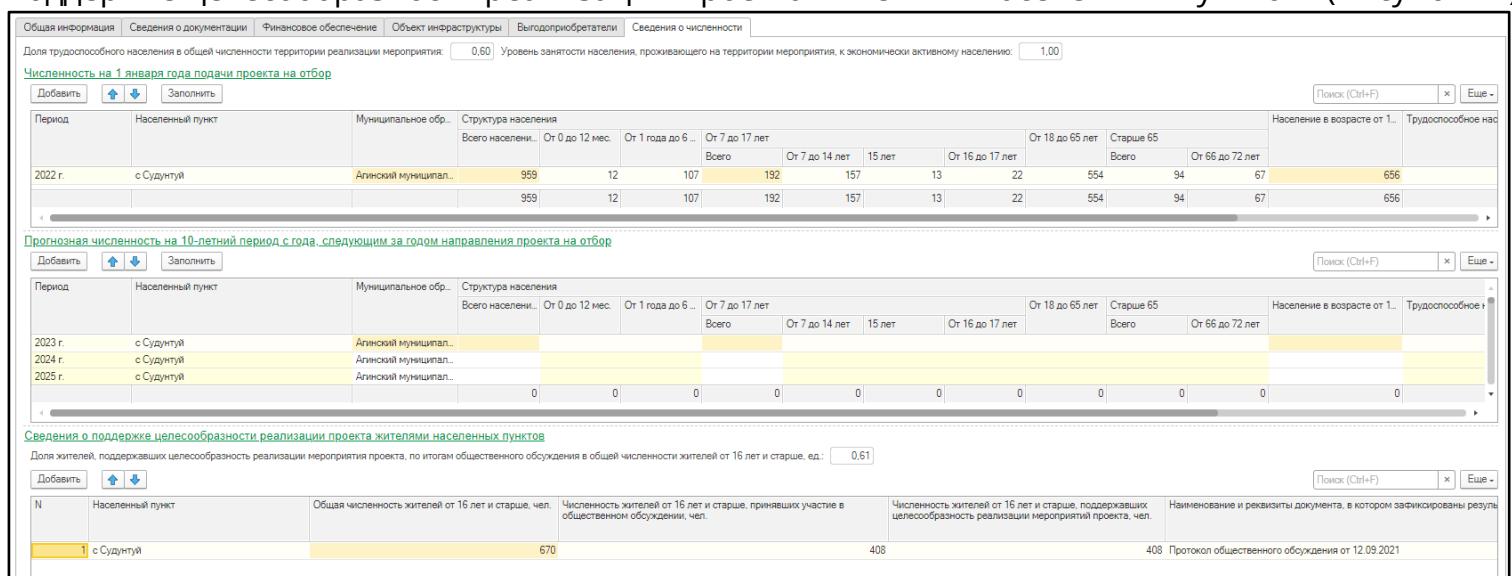 Общая информация Сведения о документации Финансовое обеспечение Объект инфраструктуры Выгодоприобретатели Сведения о численности
Доля трудоспособного населения в общей численности территории реализации мероприятия: 0,60 Уровень занятости населения, проживающего на территории мероприятия, к экономически активному населению: 1,00
Численность на 1 января года подачи проекта на отбор
Добавить Заполнить Поиск (Ctrl+F) × Еще
Период Населенный пункт Муниципальное обр... Структура населения Население в возрасте от 1... Трудоспособное нас
Всего населени... От 0 до 12 мес. От 1 года до 6 ... От 7 до 17 лет От 18 до 65 лет Старше 65
Всего От 7 до 14 лет 15 лет От 16 до 17 лет Всего От 66 до 72 лет
2022 г. с Судунтуй Агинский муниципал... 959 12 107 192 157 13 22 554 94 67 656
959 12 107 192 157 13 22 554 94 67 656
Прогнозная численность на 10-летний период с года, следующим за годом направления проекта на отбор
Добавить Заполнить Поиск (Ctrl+F) × Еще
Период Населенный пункт Муниципальное обр... Структура населения Население в возрасте от 1... Трудоспособное н
Всего населени... От 0 до 12 мес. От 1 года до 6 ... От 7 до 17 лет От 18 до 65 лет Старше 65
Всего От 7 до 14 лет 15 лет От 16 до 17 лет Всего От 66 до 72 лет
2023 г. с Судунтуй Агинский муниципал...
2024 г. с Судунтуй Агинский муниципал...
2025 г. с Судунтуй Агинский муниципал...
0 0 0 0 0 0 0 0 0 0 0
Сведения о поддержке целесообразности реализации проекта жителями населенных пунктов
Доля жителей, поддержавших целесообразность реализации мероприятия проекта, по итогам общественного обсуждения в общей численности жителей от 16 лет и старше, ед.: 0,61
Добавить Поиск (Ctrl+F) × Еще
N Населенный пункт Общая численность жителей от 16 лет и старше, чел. Численность жителей от 16 лет и старше, принявших участие в Численность жителей от 16 лет и старше, поддержавших Наименование и реквизиты документа, в котором зафиксированы резуль
общественном обсуждении, чел. целесообразность реализации мероприятий проекта, чел.
1 с Судунтуй 670 408 408 Протокол общественного обсуждения от 12.09.2021